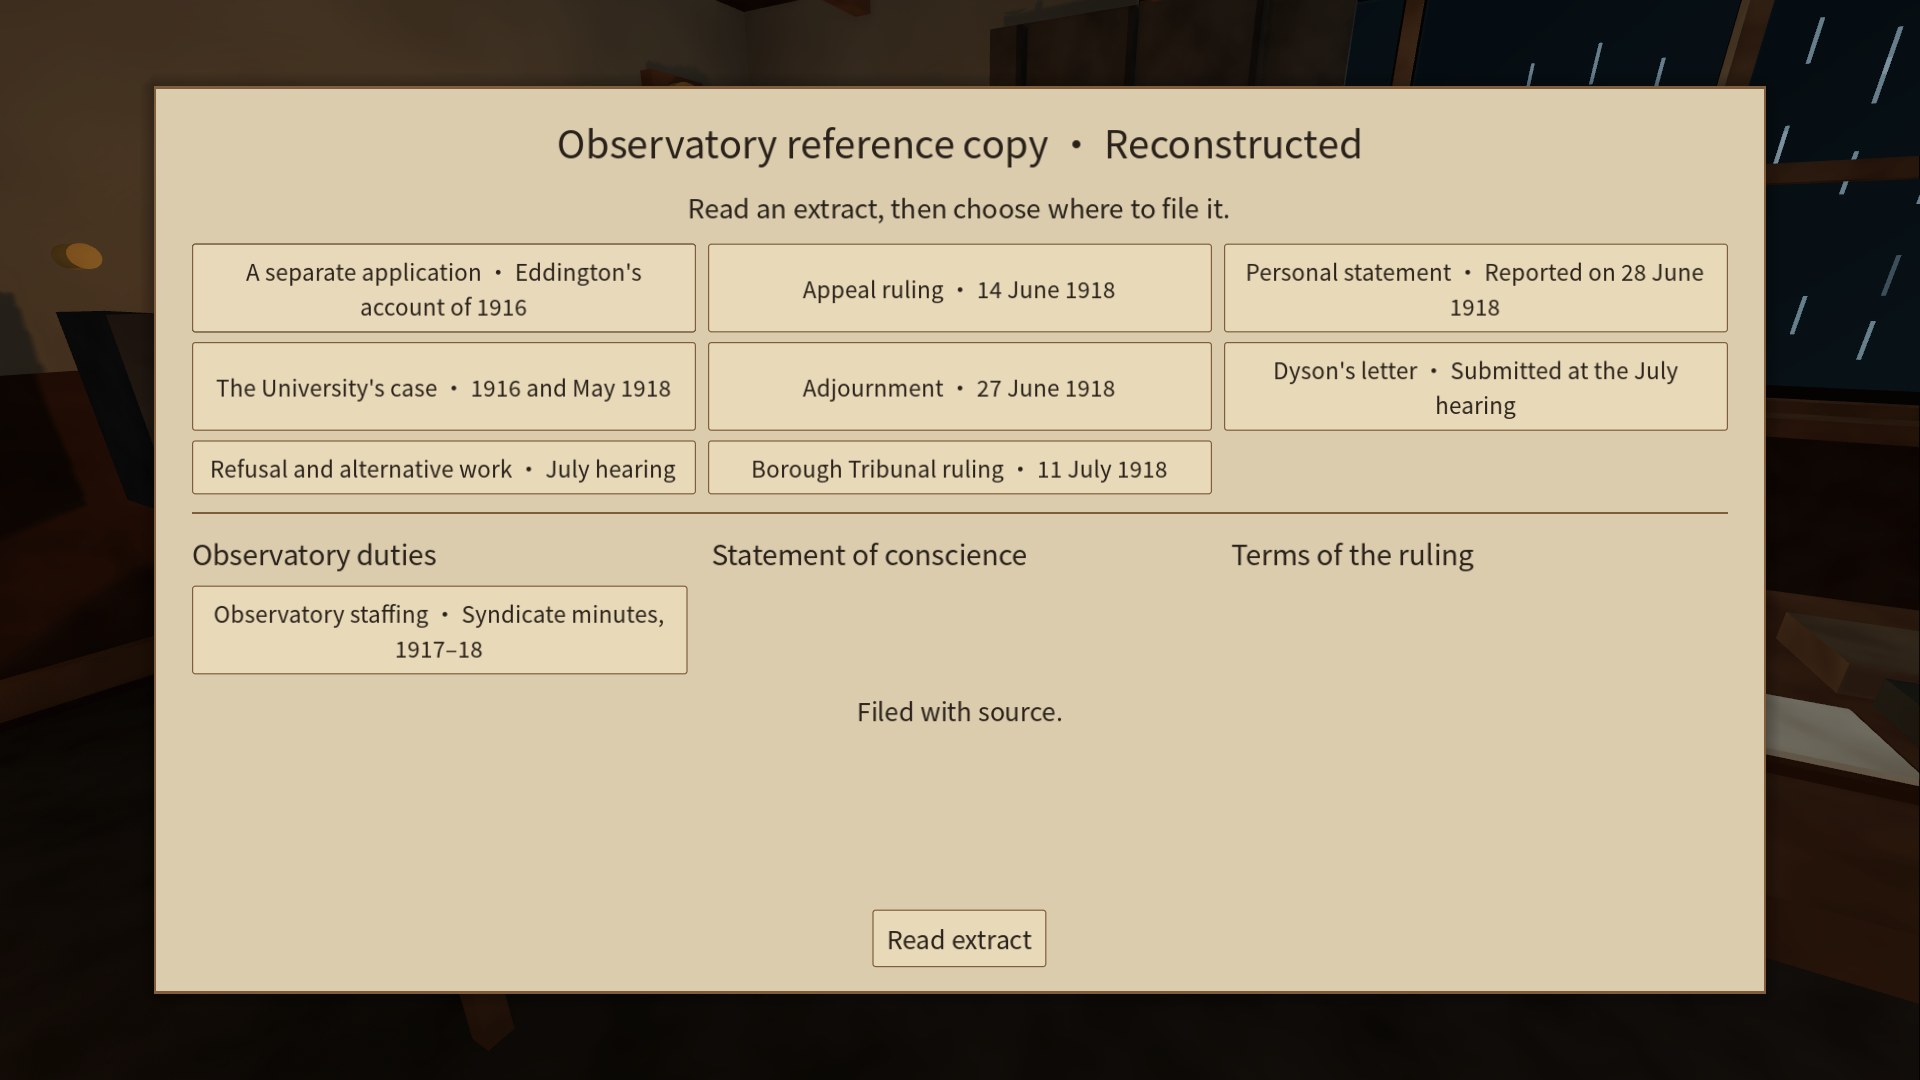 Observatory reference copy • Reconstructed
Read an extract, then choose where to file it.
A separate application • Eddington's
account of 1916
Appeal ruling • 14 June 1918
Personal statement • Reported on 28 June
1918
The University's case • 1916 and May 1918
Adjournment • 27 June 1918
Dyson's letter • Submitted at the July
hearing
Refusal and alternative work • July hearing
Borough Tribunal ruling • 11 July 1918
Observatory duties
Statement of conscience
Terms of the ruling
Observatory staffing • Syndicate minutes,
1917–18
Filed with source.
Read extract